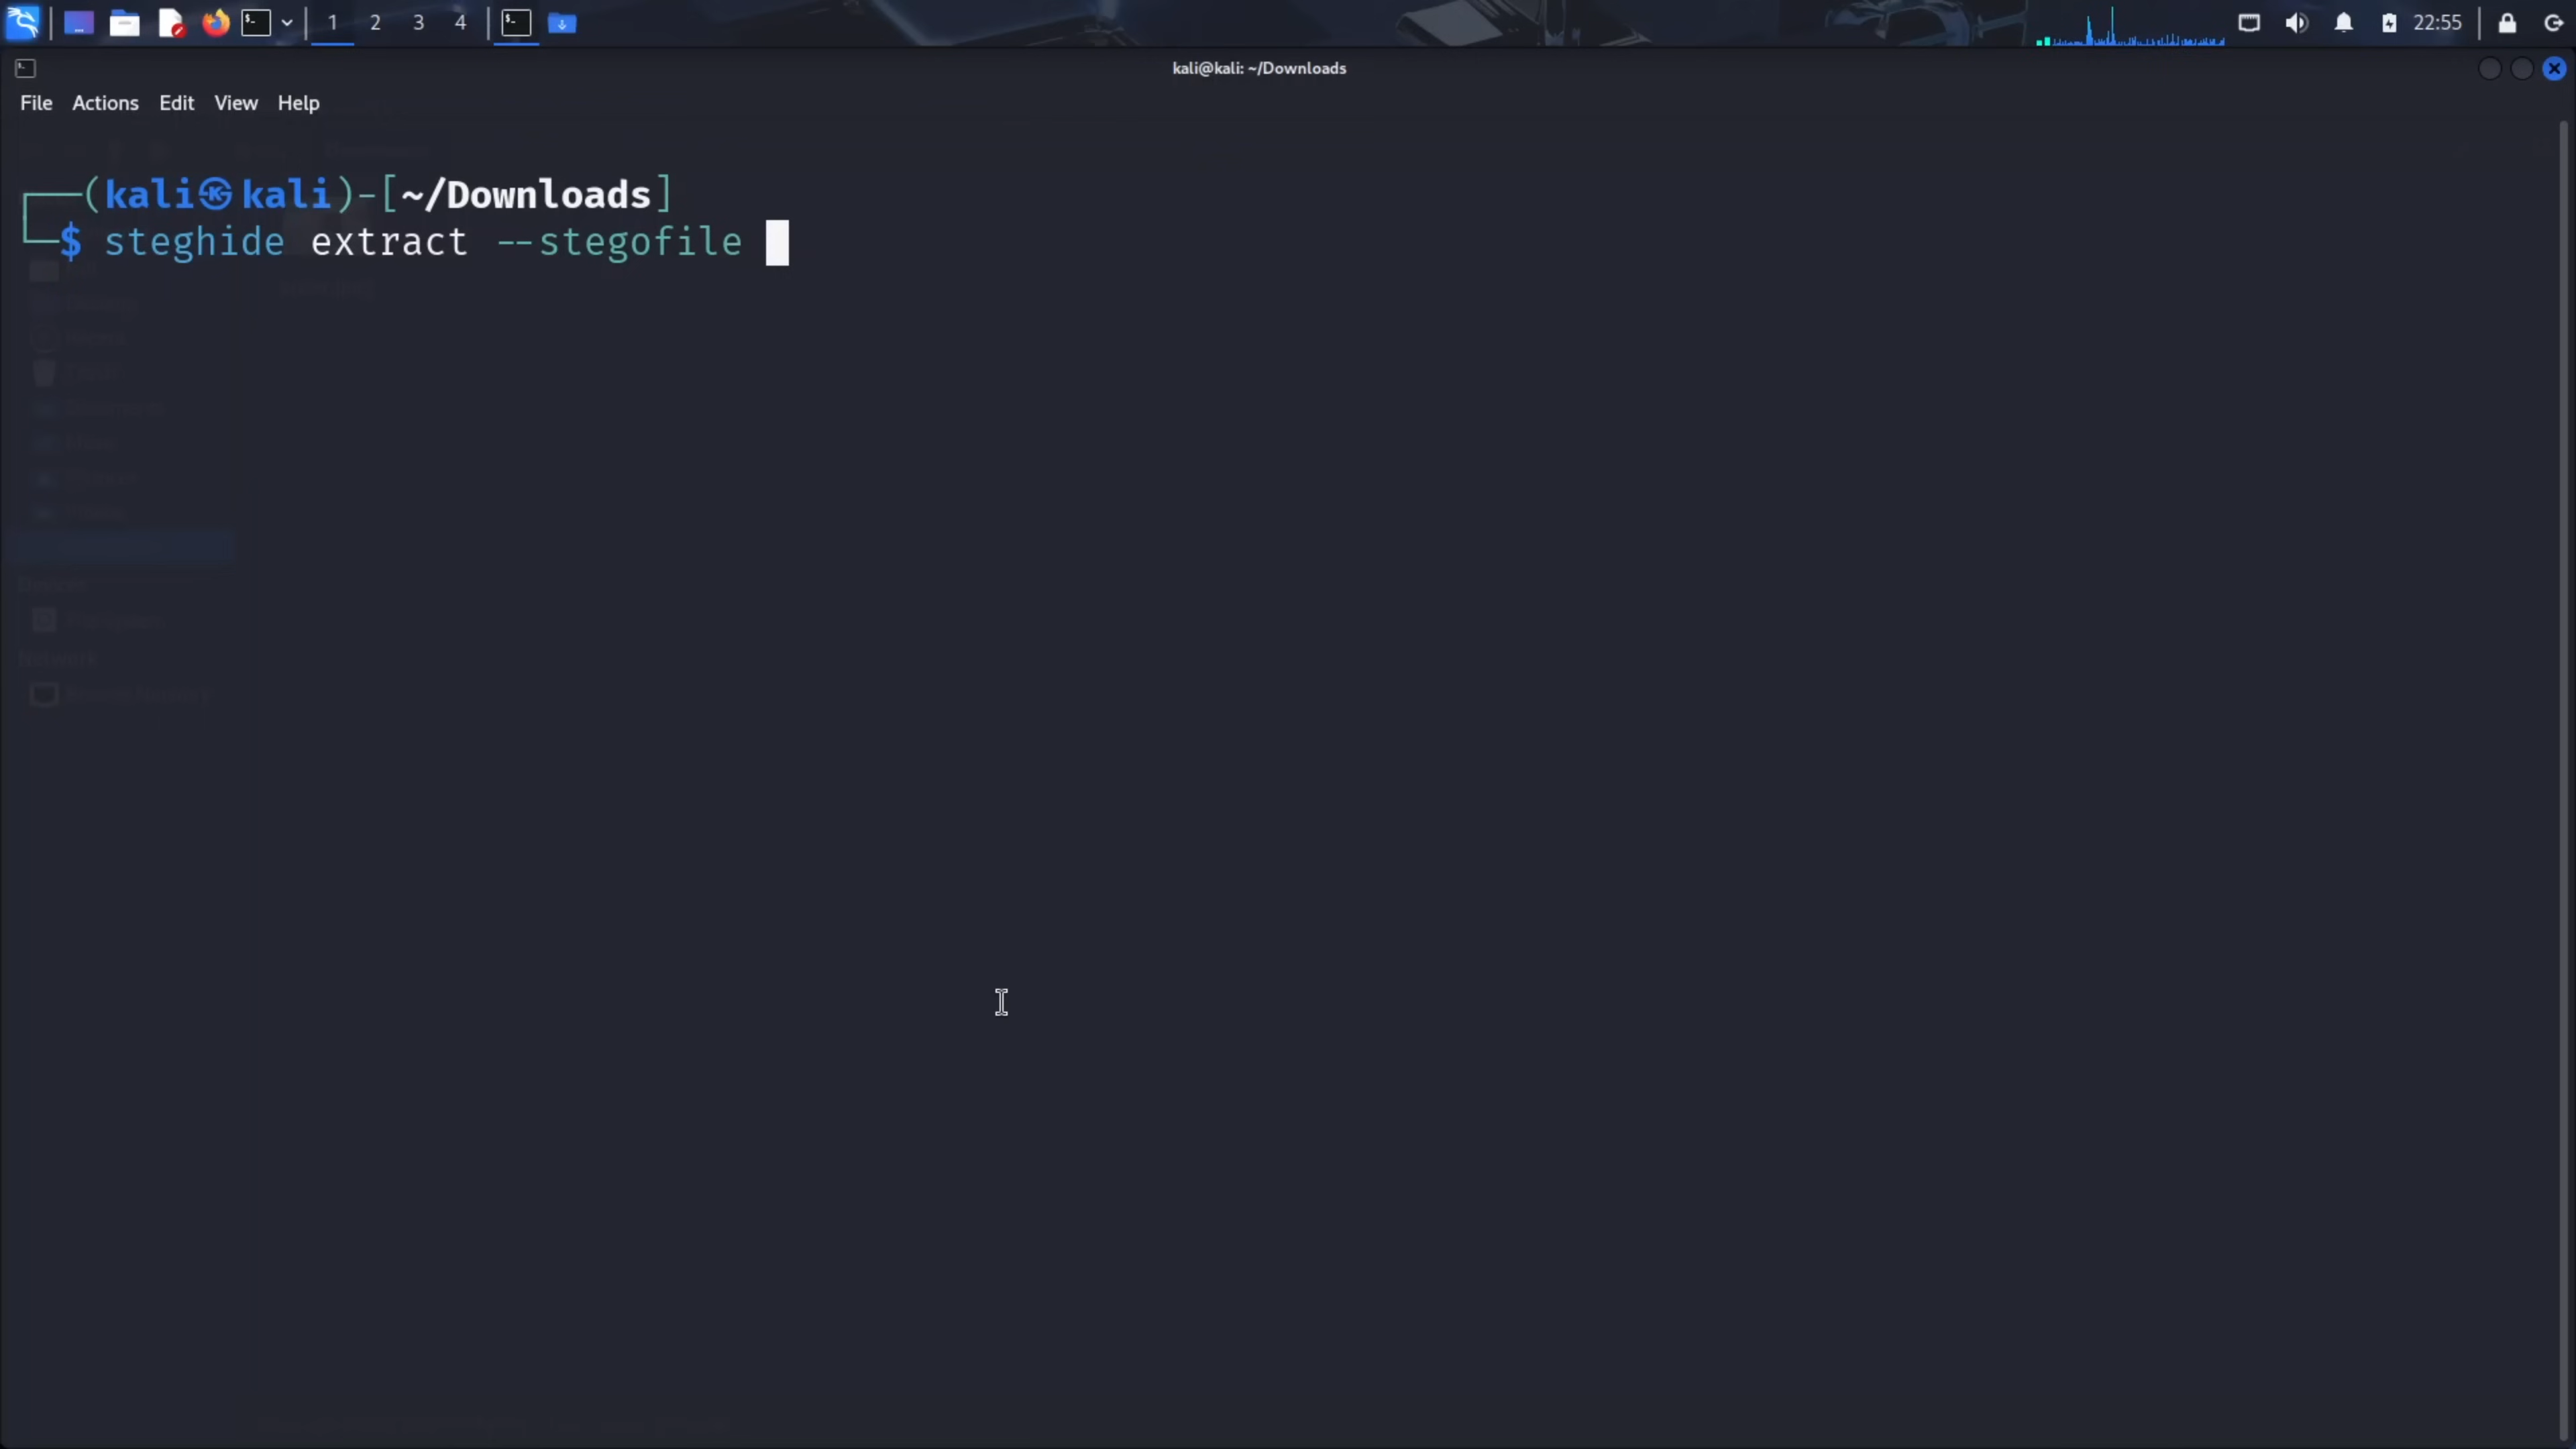 1 2 3 4 22:55
kali@kali: ~/Downloads
File Actions Edit View Help
┌──(kali㉿kali)-[~/Downloads]
└─$ steghide extract --stegofile